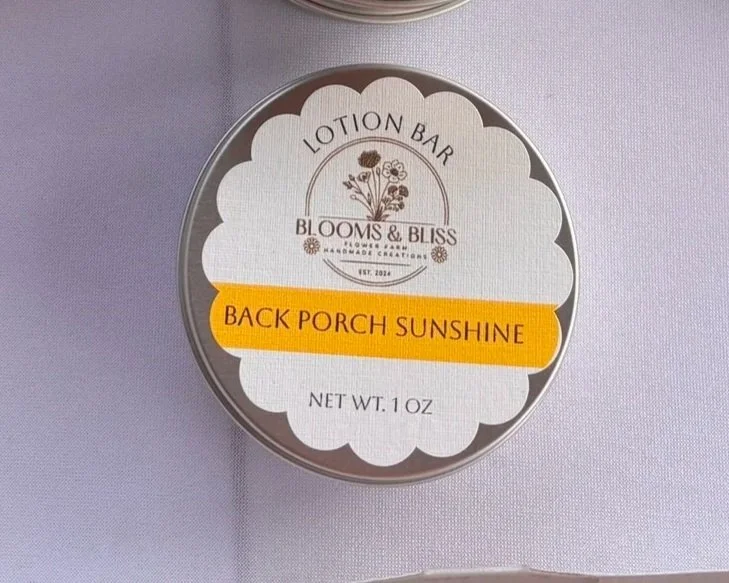 LOTION BAR
BLOOMS & BLISS
FLOWER FARM
HANDMADE CREATIONS
EST. 2024
BACK PORCH SUNSHINE
NET WT. 1 OZ